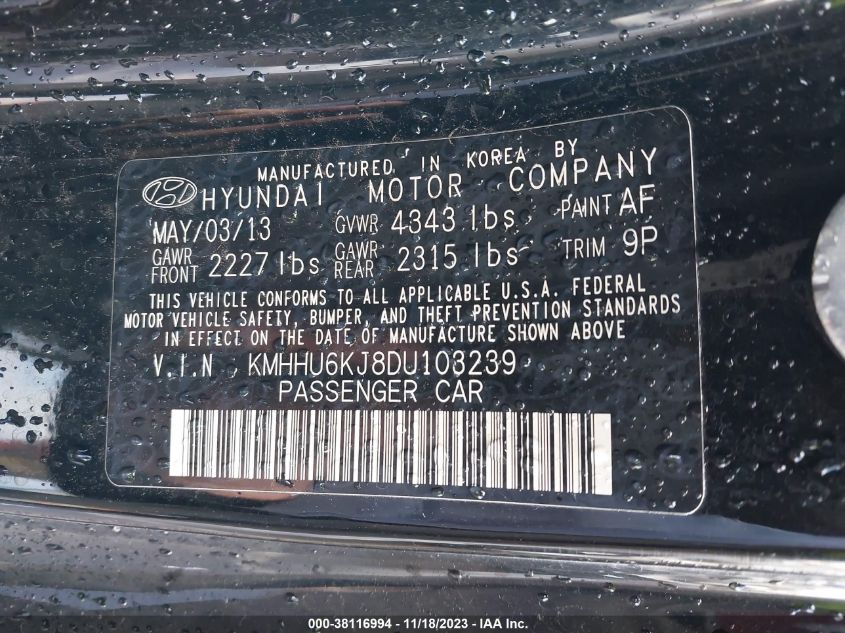 MANUFACTURED IN KOREA BY
HYUNDAI MOTOR COMPANY
MAY/03/13 GVWR 4343 lbs PAINT AF
GAWR FRONT 2227 lbs GAWR REAR 2315 lbs TRIM 9P
THIS VEHICLE CONFORMS TO ALL APPLICABLE U.S.A. FEDERAL
MOTOR VEHICLE SAFETY, BUMPER, AND THEFT PREVENTION STANDARDS
IN EFFECT ON THE DATE OF MANUFACTURE SHOWN ABOVE
V.I.N KMHHU6KJ8DU103239
PASSENGER CAR
000-38116994 - 11/18/2023 - IAA Inc.